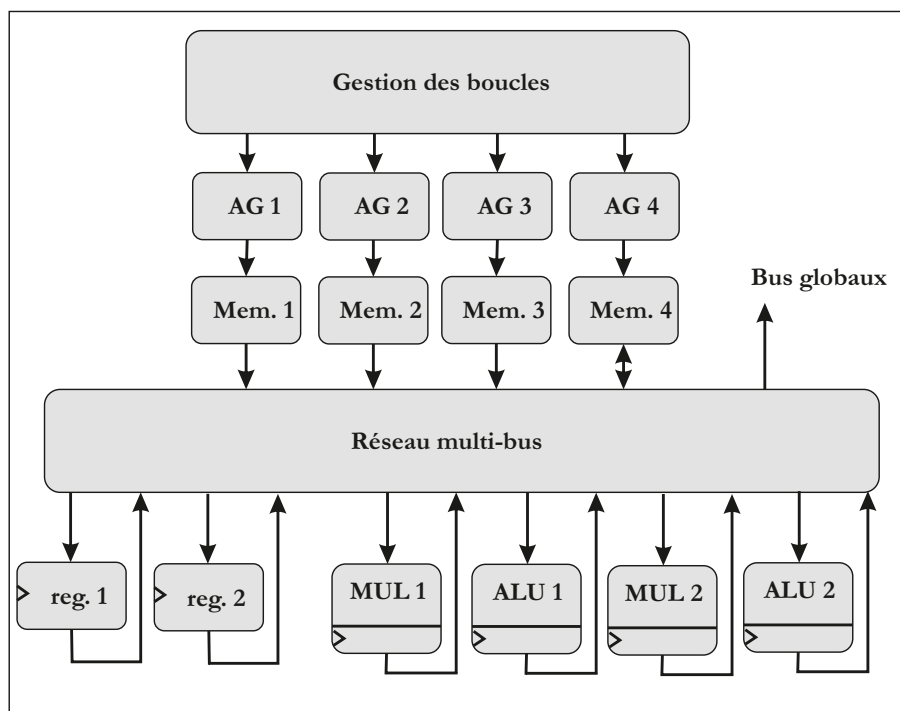 Gestion des boucles
AG 1 AG 2 AG 3 AG 4
Bus globaux
Mem. 1 Mem. 2 Mem. 3 Mem. 4
Réseau multi-bus
reg. 1 reg. 2 MUL 1 ALU 1 MUL 2 ALU 2